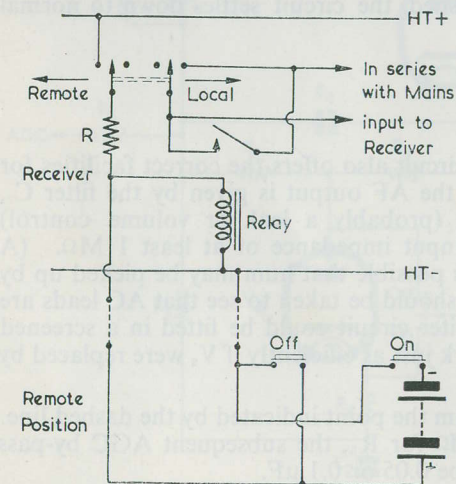 HT+
In series
with Mains
Remote
Local
R
input to
Receiver
Receiver
Relay
HT-
Off
On
Remote
Position
-
+